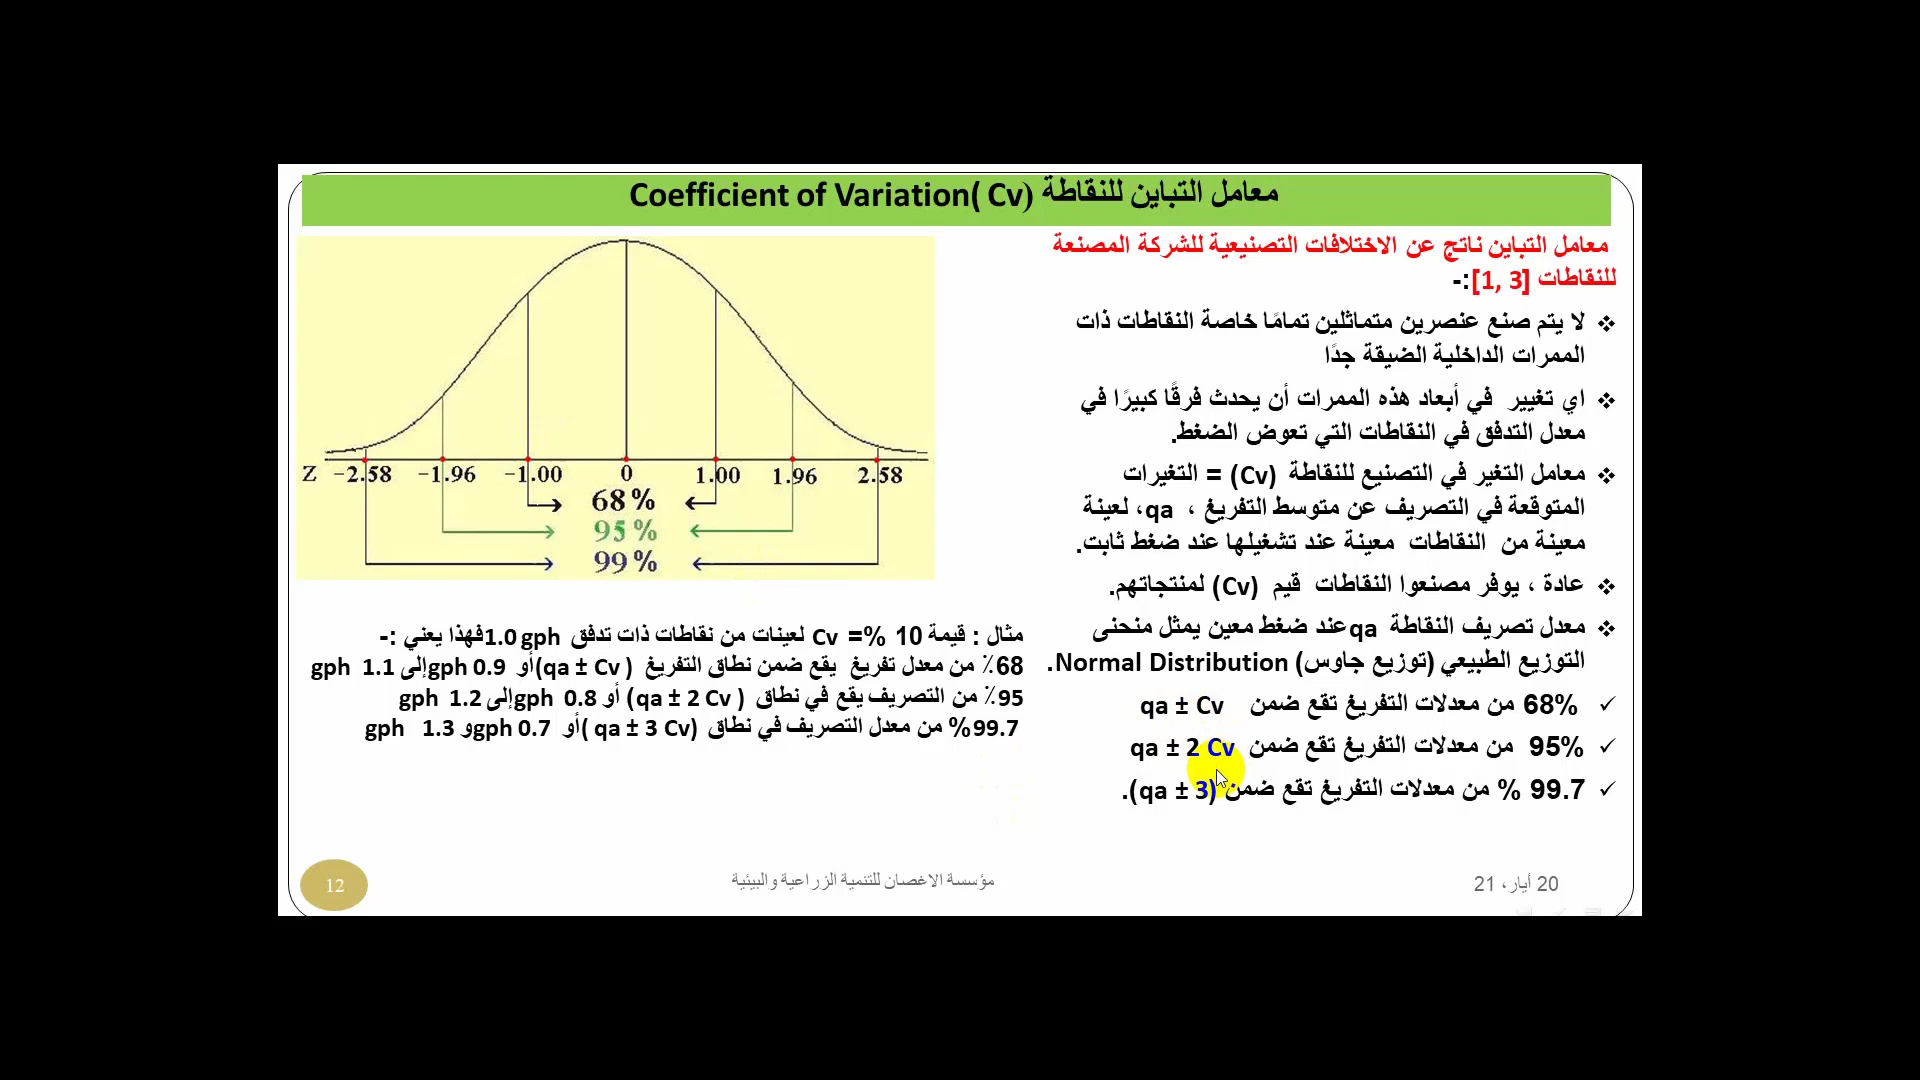 معامل التباين للنقاطة Coefficient of Variation( Cv)
معامل التباين ناتج عن الاختلافات التصنيعية للشركة المصنعة
للنقاطات [1, 3]:-
❖ لا يتم صنع عنصرين متماثلين تمامًا خاصة النقاطات ذات
الممرات الداخلية الضيقة جدًا
❖ اي تغيير في أبعاد هذه الممرات أن يحدث فرقًا كبيرًا في
معدل التدفق في النقاطات التي تعوض الضغط.
❖ معامل التغير في التصنيع للنقاطة (Cv) = التغيرات
المتوقعة في التصريف عن متوسط التفريغ ، qa، لعينة
معينة من النقاطات معينة عند تشغيلها عند ضغط ثابت.
❖ عادة ، يوفر مصنعوا النقاطات قيم (Cv) لمنتجاتهم.
❖ معدل تصريف النقاطة qa عند ضغط معين يمثل منحنى
التوزيع الطبيعي (توزيع جاوس) Normal Distribution.
✓ 68% من معدلات التفريغ تقع ضمن qa ± Cv
✓ 95% من معدلات التفريغ تقع ضمن qa ± 2 Cv
✓ 99.7 % من معدلات التفريغ تقع ضمن (qa ± 3).
Z −2.58 −1.96 −1.00 0 1.00 1.96 2.58
68%
95%
99%
مثال : قيمة 10 %= Cv لعينات من نقاطات ذات تدفق 1.0 gph فهذا يعني :-
68٪ من معدل تفريغ يقع ضمن نطاق التفريغ (qa ± Cv) أو 0.9 gph إلى 1.1 gph
95٪ من التصريف يقع في نطاق (qa ± 2 Cv) أو 0.8 gph إلى 1.2 gph
99.7% من معدل التصريف في نطاق (qa ± 3 Cv) أو 0.7 gph و 1.3 gph
20 أيار، 21
مؤسسة الاغصان للتنمية الزراعية والبيئية
12